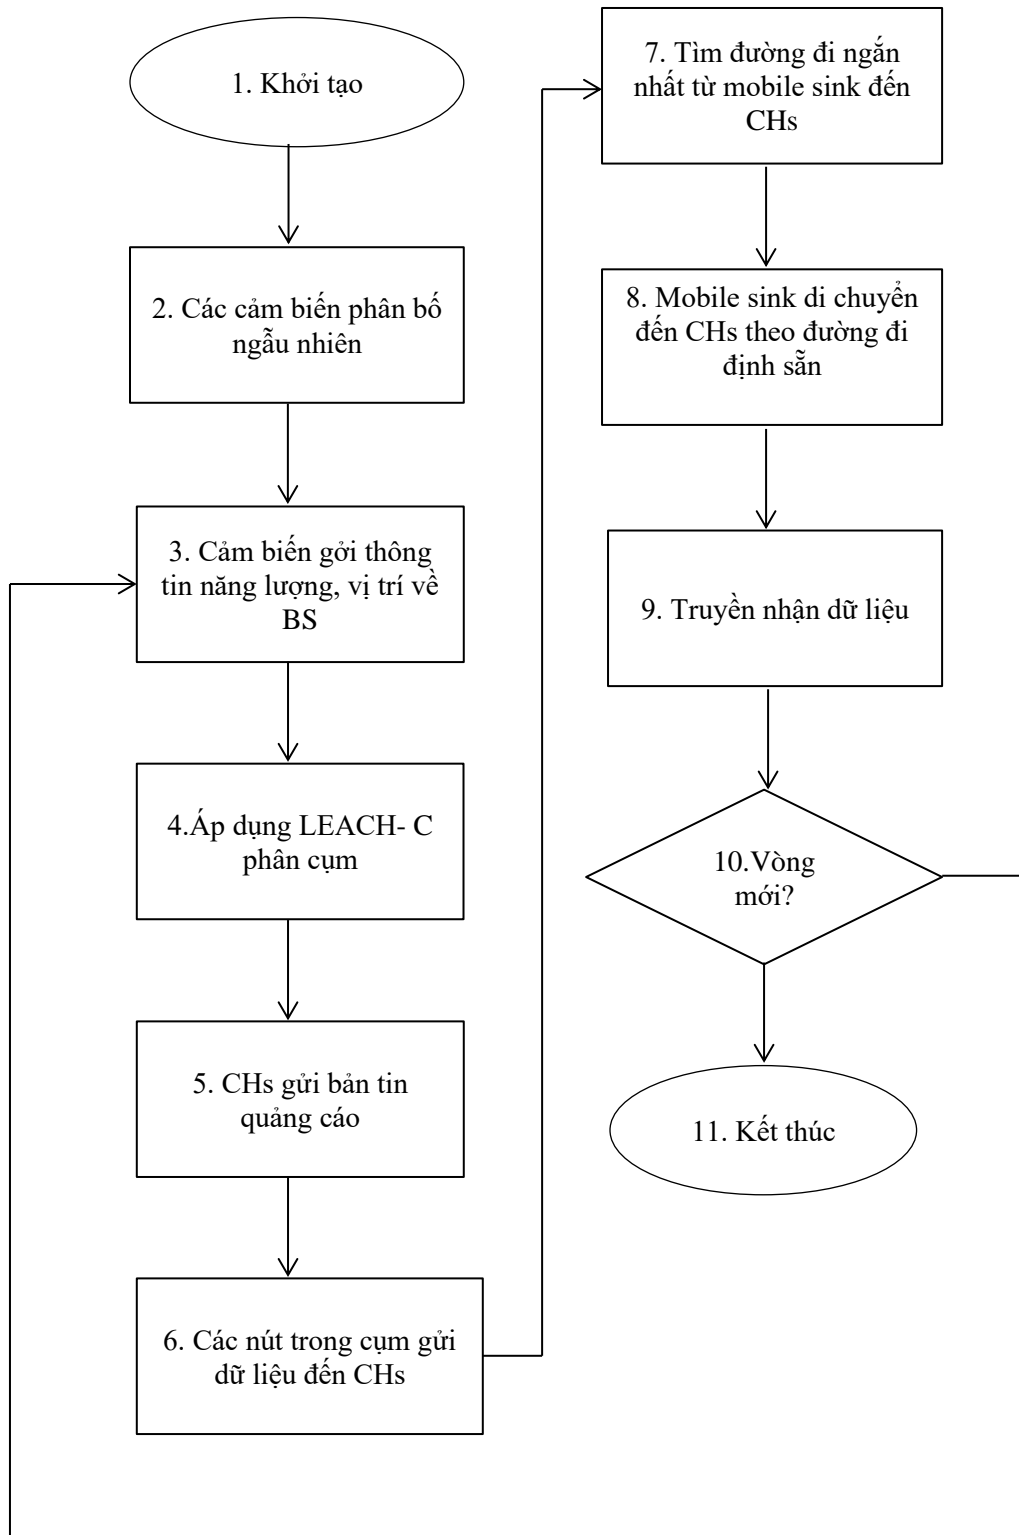 1. Khởi tạo
2. Các cảm biến phân bố
ngẫu nhiên
3. Cảm biến gởi thông
tin năng lượng, vị trí về
BS
4.Áp dụng LEACH- C
phân cụm
5. CHs gửi bản tin
quảng cáo
6. Các nút trong cụm gửi
dữ liệu đến CHs
7. Tìm đường đi ngắn
nhất từ mobile sink đến
CHs
8. Mobile sink di chuyển
đến CHs theo đường đi
định sẵn
9. Truyền nhận dữ liệu
10.Vòng
mới?
11. Kết thúc